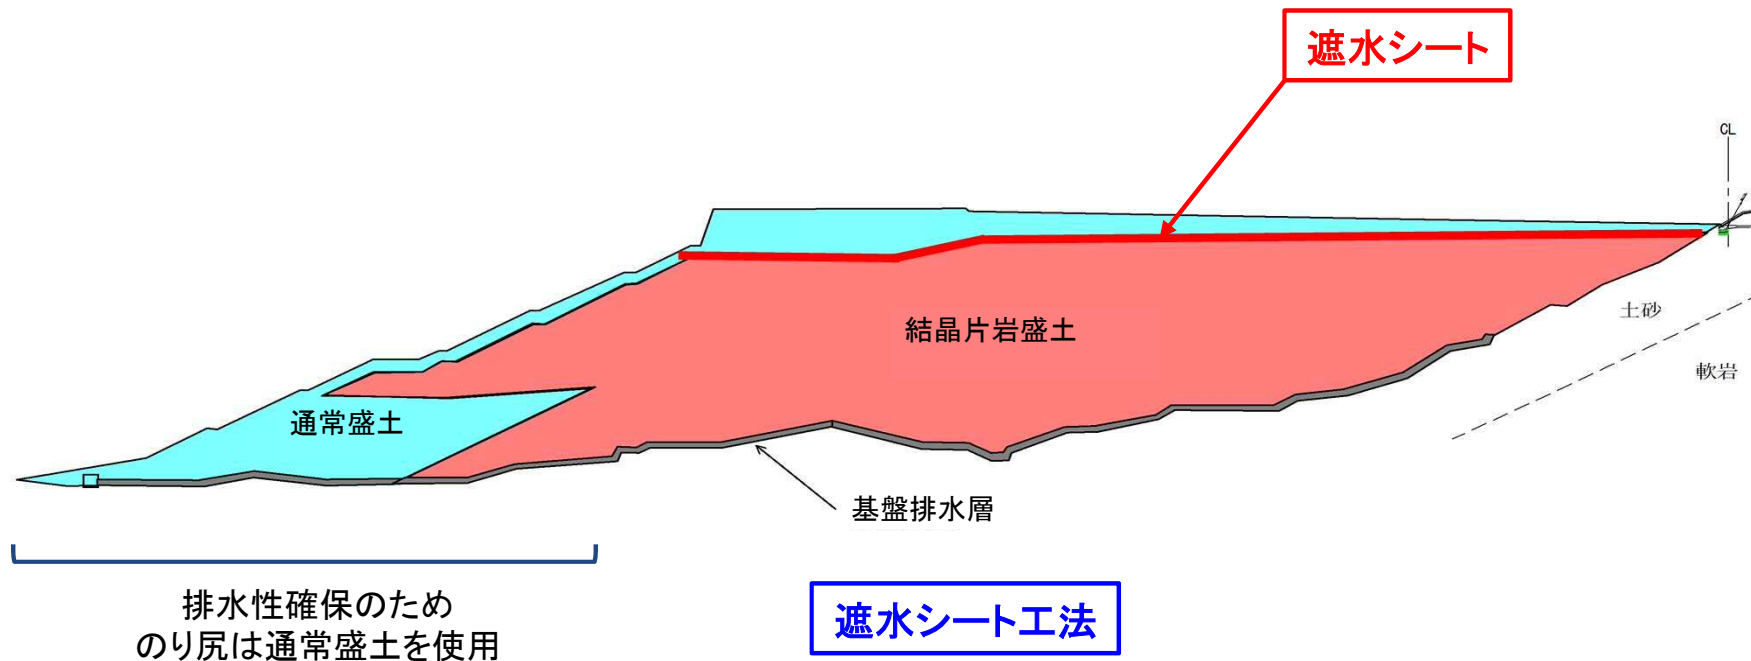 遮水シート
CL
土砂
結晶片岩盛土
軟岩
通常盛土
基盤排水層
排水性確保のため
のり尻は通常盛土を使用
遮水シート工法